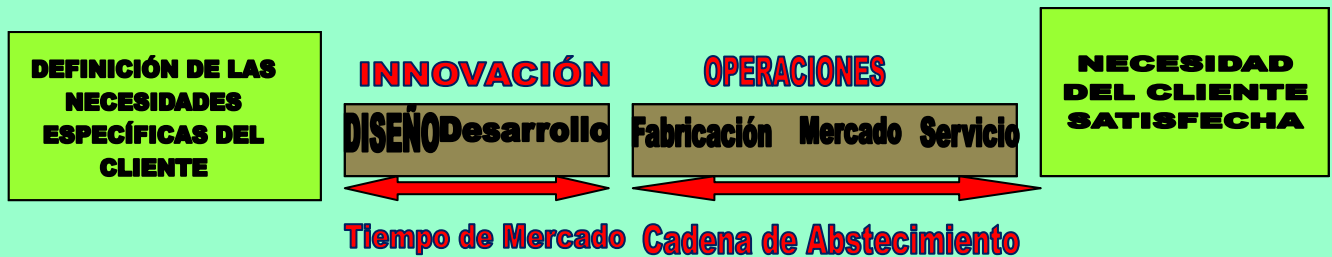 DEFINICIÓN DE LAS
NECESIDADES
ESPECÍFICAS DEL
CLIENTE
INNOVACIÓN
DISEÑO Desarrollo
Tiempo de Mercado
OPERACIONES
Fabricación Mercado Servicio
Cadena de Abstecimiento
NECESIDAD
DEL CLIENTE
SATISFECHA